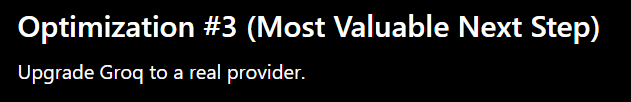 Optimization #3 (Most Valuable Next Step)
Upgrade Groq to a real provider.